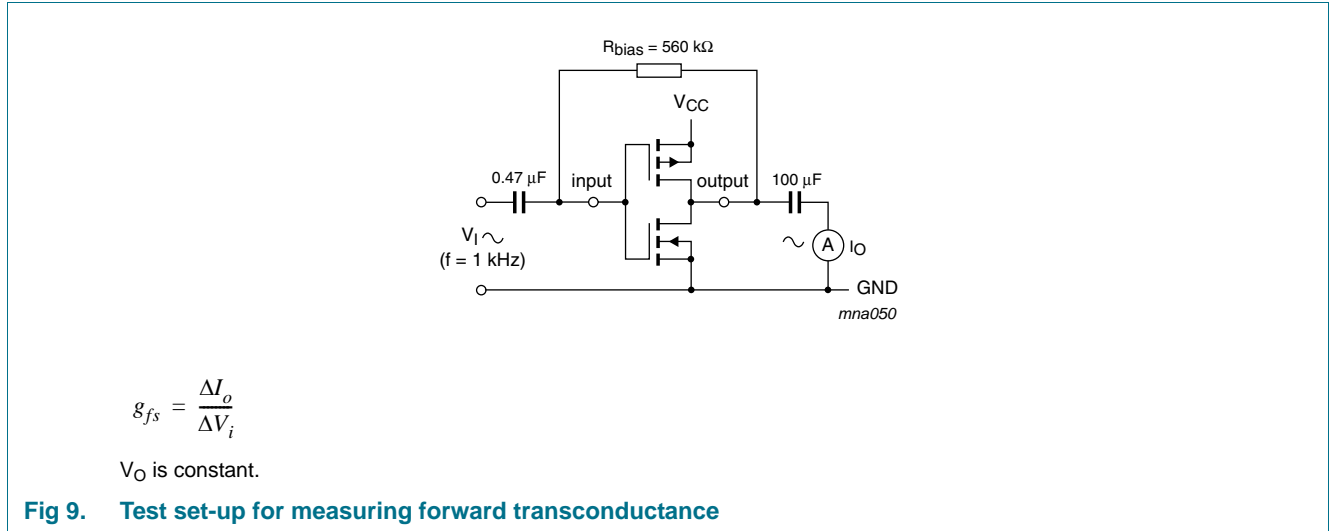 Rbias = 560 kΩ
VCC
0.47 μF
input
output
100 μF
VI
(f = 1 kHz)
A
IO
GND
mna050
gfs = ΔIo / ΔVi
VO is constant.
Fig 9. Test set-up for measuring forward transconductance